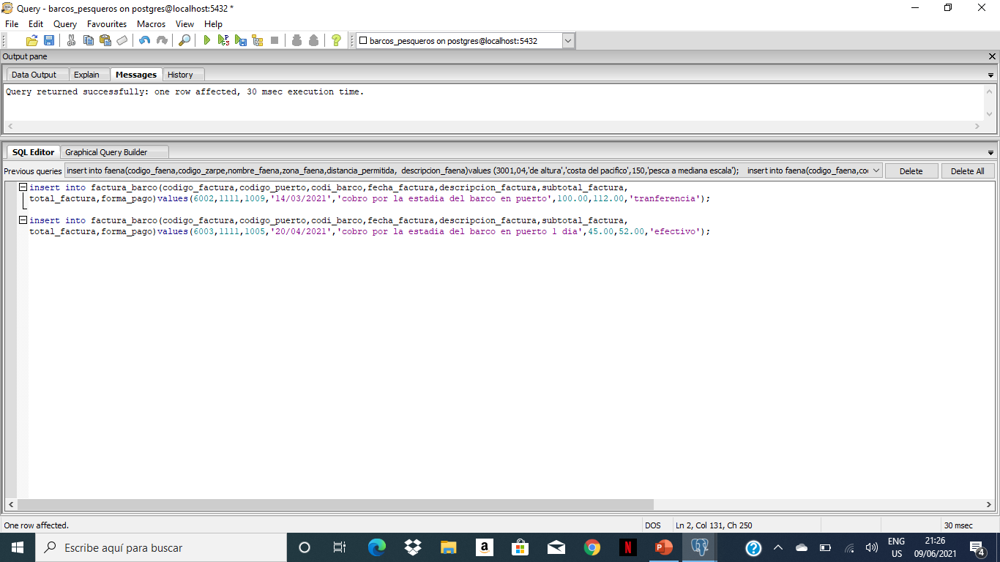 Query - barcos_pesqueros on postgres@localhost:5432 *
File Edit Query Favourites Macros View Help
barcos_pesqueros on postgres@localhost:5432
Output pane
Data Output Explain Messages History
Query returned successfully: one row affected, 30 msec execution time.
SQL Editor Graphical Query Builder
Previous queries insert into faena(codigo_faena,codigo_zarpe,nombre_faena,zona_faena,distancia_permitida, descripcion_faena)values (3001,04,'de altura','costa del pacifico',150,'pesca a mediana escala'); insert into faena(codigo_faena,co Delete Delete All
insert into factura_barco(codigo_factura,codigo_puerto,codi_barco,fecha_factura,descripcion_factura,subtotal_factura,
total_factura,forma_pago)values(6002,1111,1009,'14/03/2021','cobro por la estadia del barco en puerto',100.00,112.00,'tranferencia');
insert into factura_barco(codigo_factura,codigo_puerto,codi_barco,fecha_factura,descripcion_factura,subtotal_factura,
total_factura,forma_pago)values(6003,1111,1005,'20/04/2021','cobro por la estadia del barco en puerto 1 dia',45.00,52.00,'efectivo');
One row affected. DOS Ln 2, Col 131, Ch 250 30 msec
Escribe aquí para buscar
ENG 21:26
US 09/06/2021 4